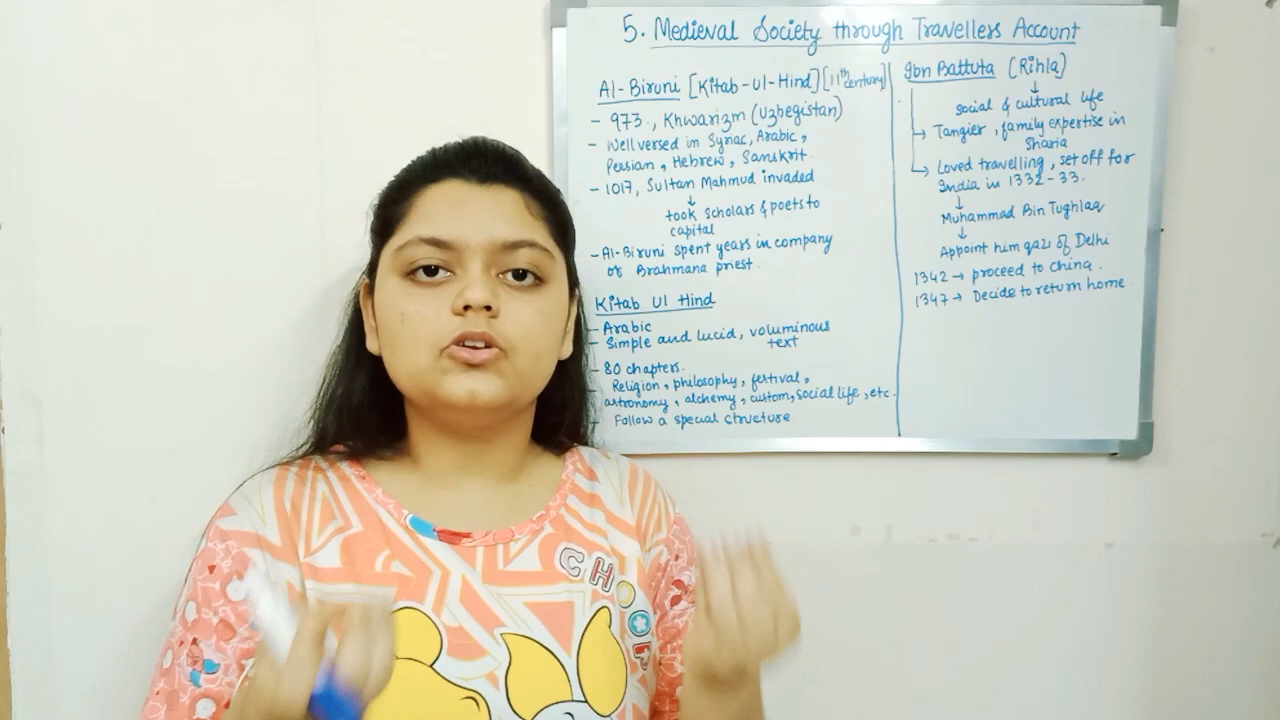 5. Medieval Society through Travellers Account
Al-Biruni [Kitab-Ul-Hind] [11th century]
- 973, Khwarizm (Uzbegistan)
- Well versed in Syriac, Arabic,
Persian, Hebrew, Sanskrit
- 1017, Sultan Mahmud invaded
↓
took scholars & poets to
capital
- Al-Biruni spent years in company
of Brahmana priest.
Kitab Ul Hind
- Arabic
- Simple and lucid, voluminous
text
- 80 chapters.
- Religion, philosophy, festival,
astronomy, alchemy, custom, social life, etc.
- Follow a special structure.
Ibn Battuta [Rihla]
↓
social & cultural life
→ Tangier, family expertise in
Sharia
→ Loved travelling, set off for
India in 1332-33.
↓
Muhammad Bin Tughlaq
↓
Appoint him qazi of Delhi
1342 → proceed to China.
1347 → Decide to return home
CHOO